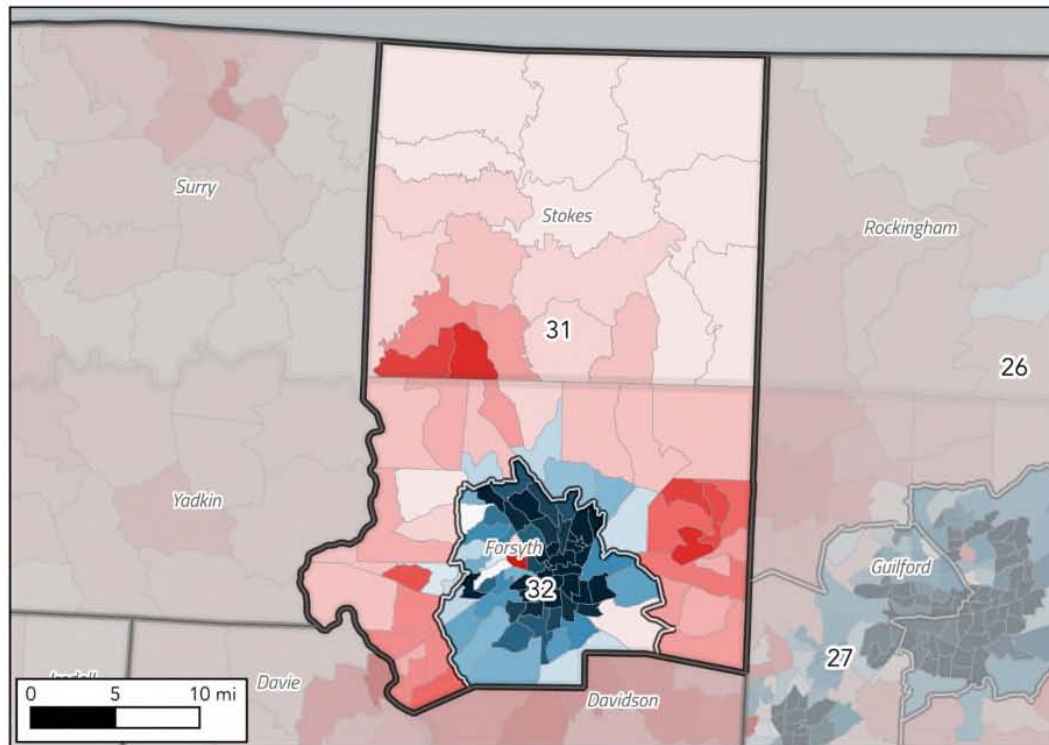 Surry
Stokes
Rockingham
31
26
Yadkin
Forsyth
32
Guilford
27
Davie
Davidson
0 5 10 mi